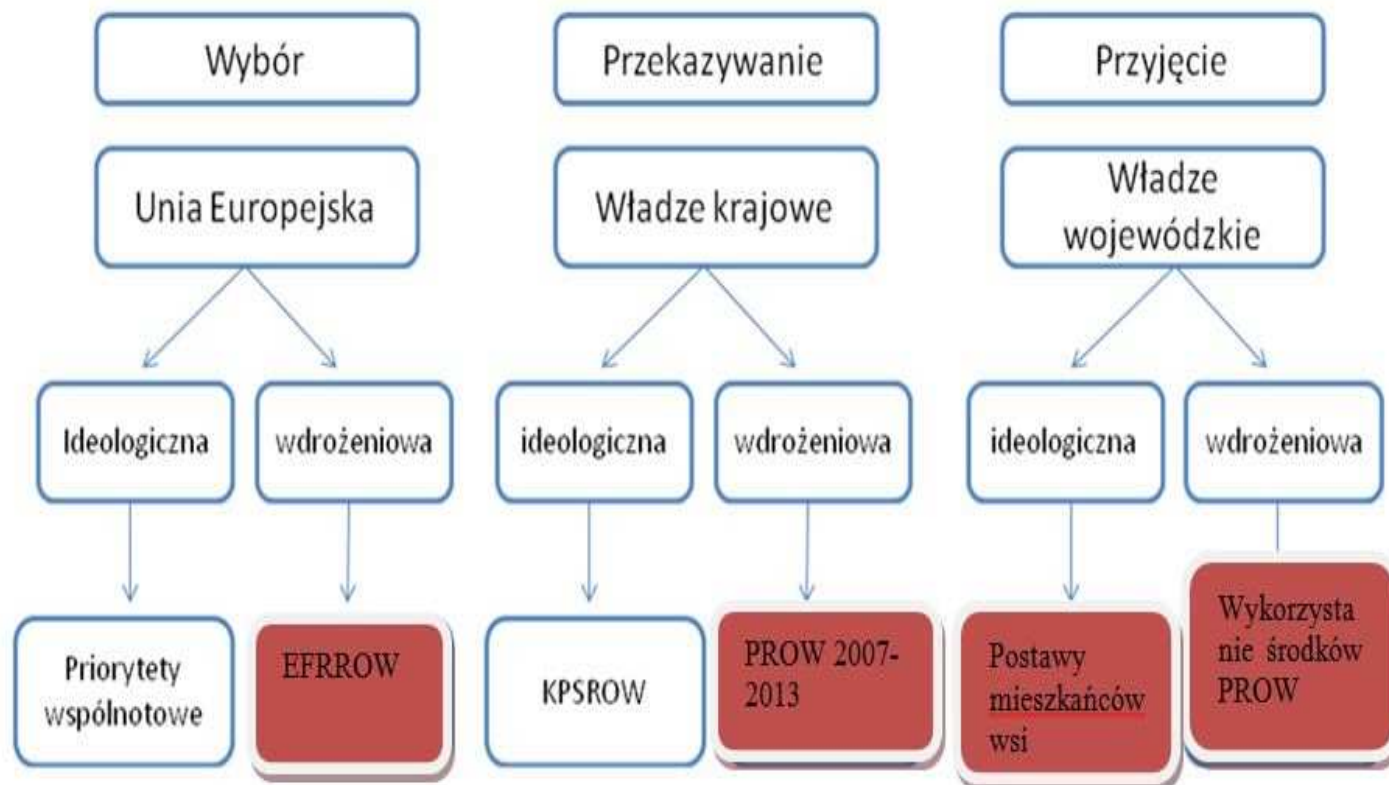 Wybór
Przekazywanie
Przyjęcie
Unia Europejska
Władze krajowe
Władze
wojewódzkie
Ideologiczna
wdrożeniowa
ideologiczna
wdrożeniowa
ideologiczna
wdrożeniowa
Priorytety
wspólnotowe
EFRROW
KPSROW
PROW 2007-
2013
Postawy
mieszkańców
wsi
Wykorzysta
nie środków
PROW